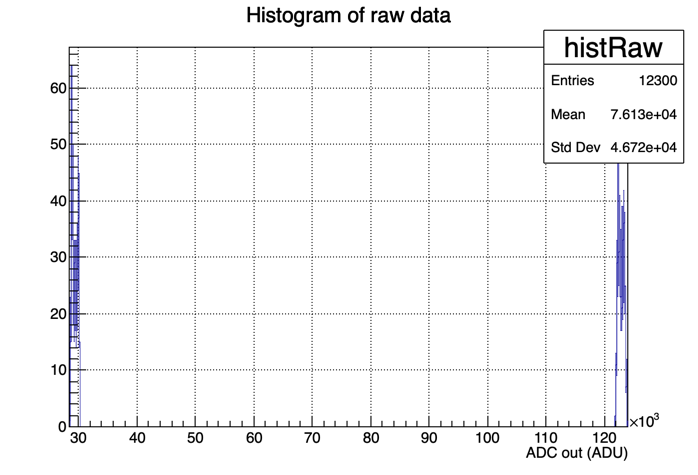 Histogram of raw data
histRaw
Entries 12300
Mean 7.613e+04
Std Dev 4.672e+04
60
50
40
30
20
10
0
30 40 50 60 70 80 90 100 110 120
×10³
ADC out (ADU)